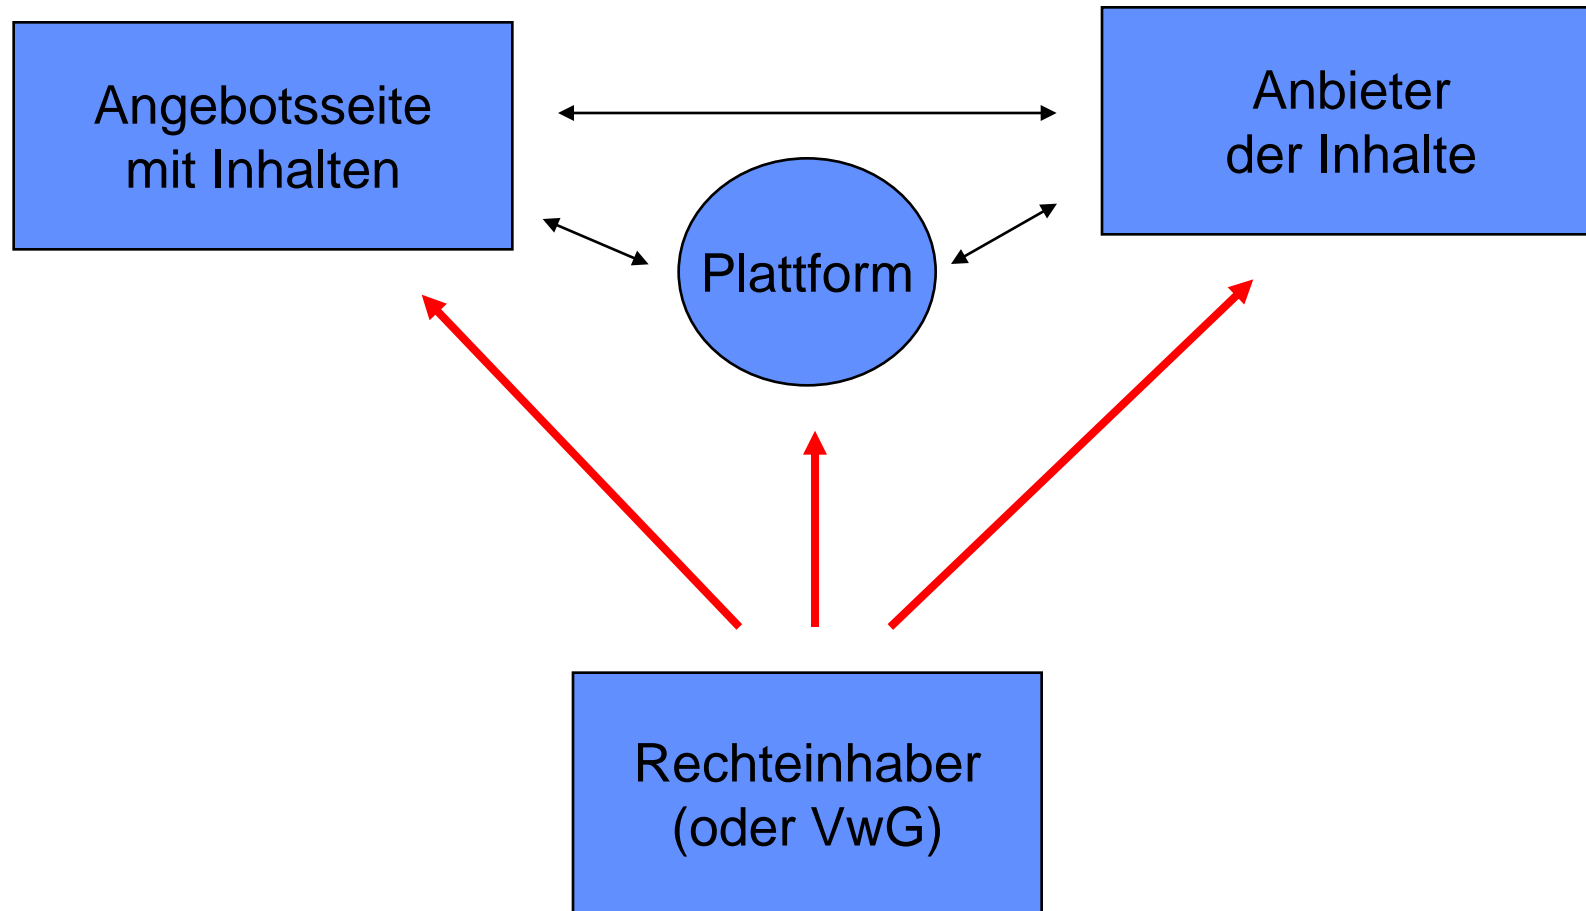 Angebotsseite
mit Inhalten
Anbieter
der Inhalte
Plattform
Rechteinhaber
(oder VwG)